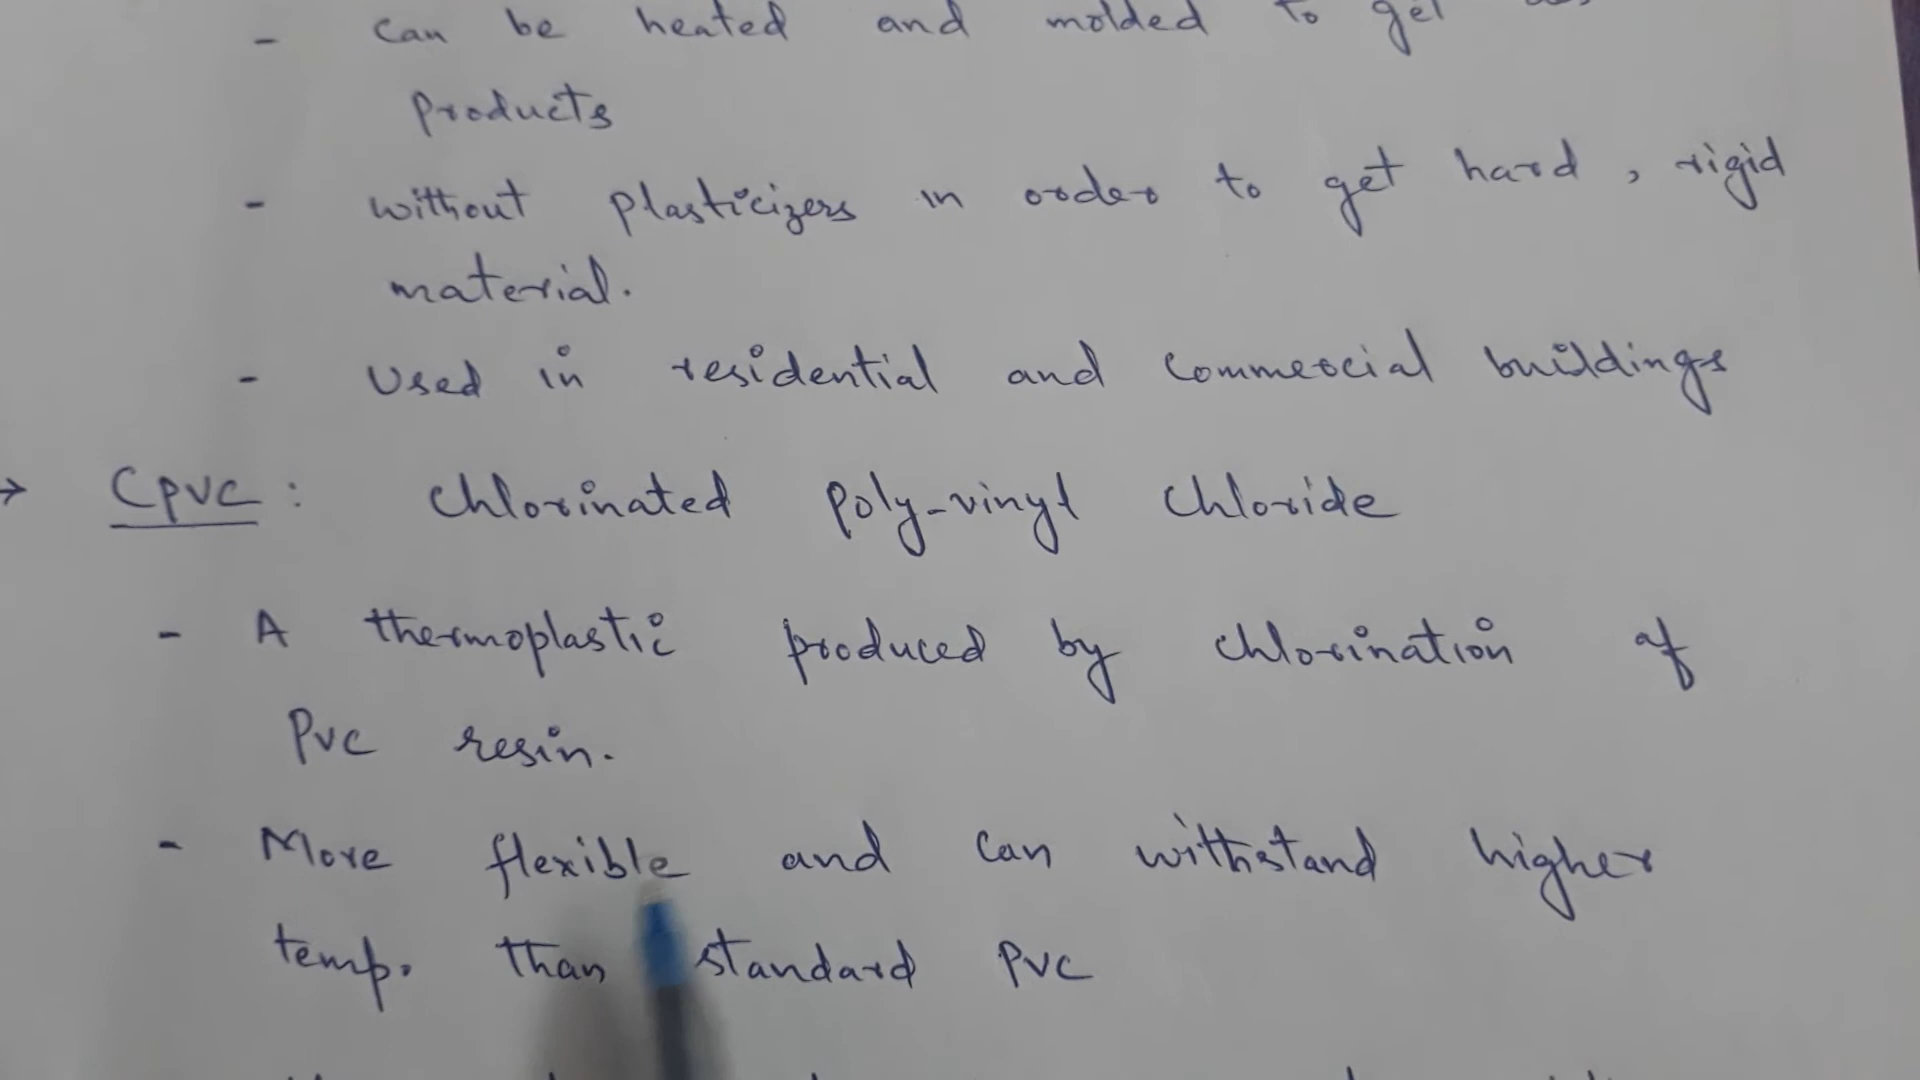 - Can be heated and molded to get
products
- without plasticizers in order to get hard, rigid
material.
- Used in residential and Commercial buildings
→ CPVC: Chlorinated Poly-vinyl Chloride
- A thermoplastic produced by chlorination of
PVC resin.
- More flexible and can withstand higher
temp. than standard PVC